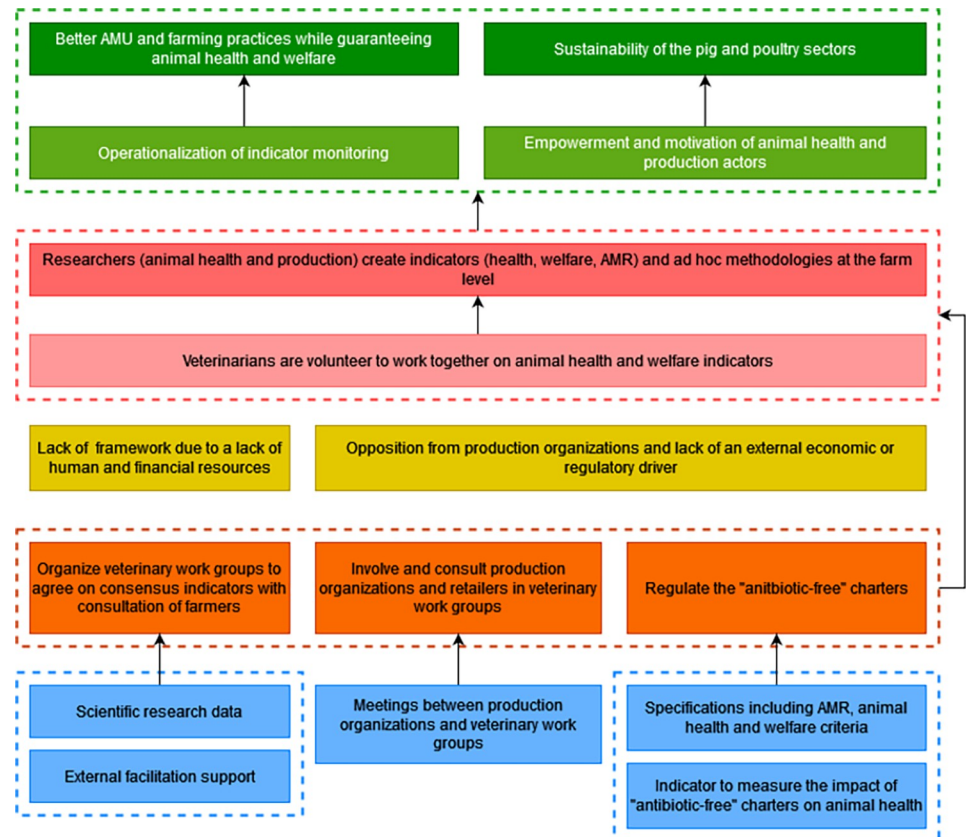 Better AMU and farming practices while guaranteeing
animal health and welfare
Sustainability of the pig and poultry sectors
Operationalization of indicator monitoring
Empowerment and motivation of animal health and
production actors
Researchers (animal health and production) create indicators (health, welfare, AMR) and ad hoc methodologies at the farm
level
Veterinarians are volunteer to work together on animal health and welfare indicators
Lack of framework due to a lack of
human and financial resources
Opposition from production organizations and lack of an external economic or
regulatory driver
Organize veterinary work groups to
agree on consensus indicators with
consultation of farmers
Involve and consult production
organizations and retailers in veterinary
work groups
Regulate the "anitbiotic-free" charters
Scientific research data
External facilitation support
Meetings between production
organizations and veterinary work
groups
Specifications including AMR, animal
health and welfare criteria
Indicator to measure the impact of
"antibiotic-free" charters on animal health